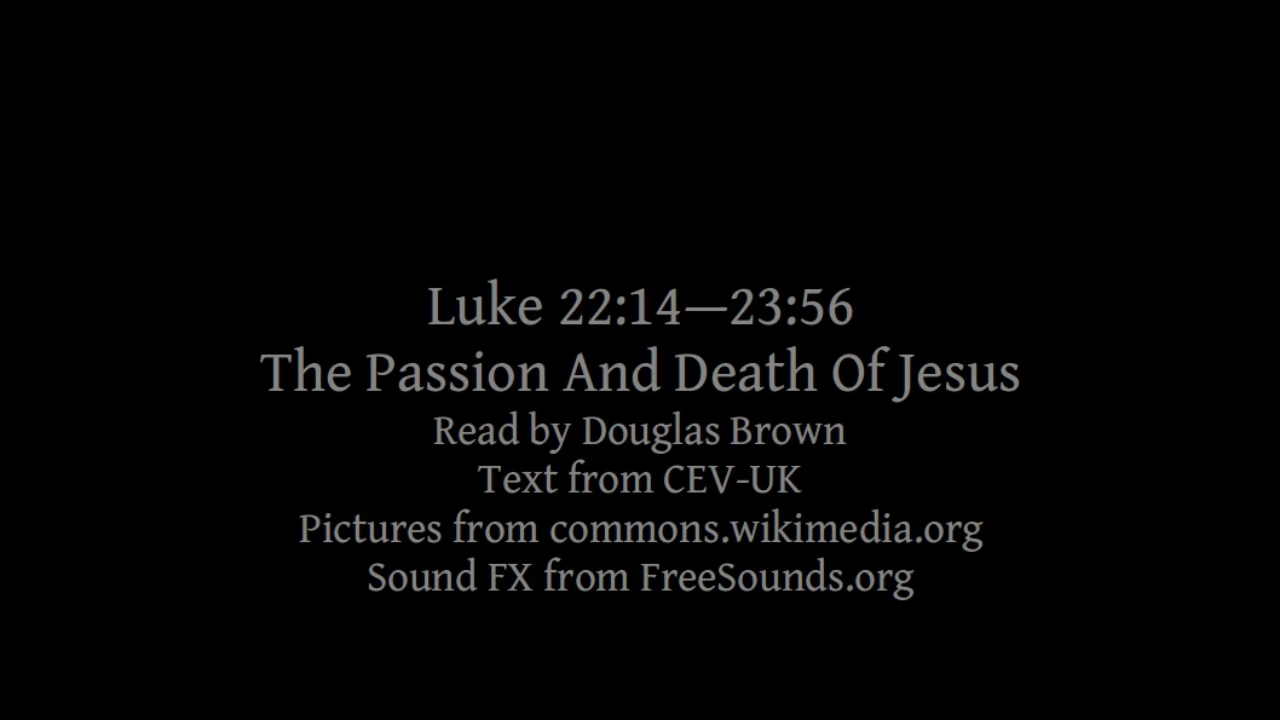 Luke 22:14—23:56
The Passion And Death Of Jesus
Read by Douglas Brown
Text from CEV-UK
Pictures from commons.wikimedia.org
Sound FX from FreeSounds.org